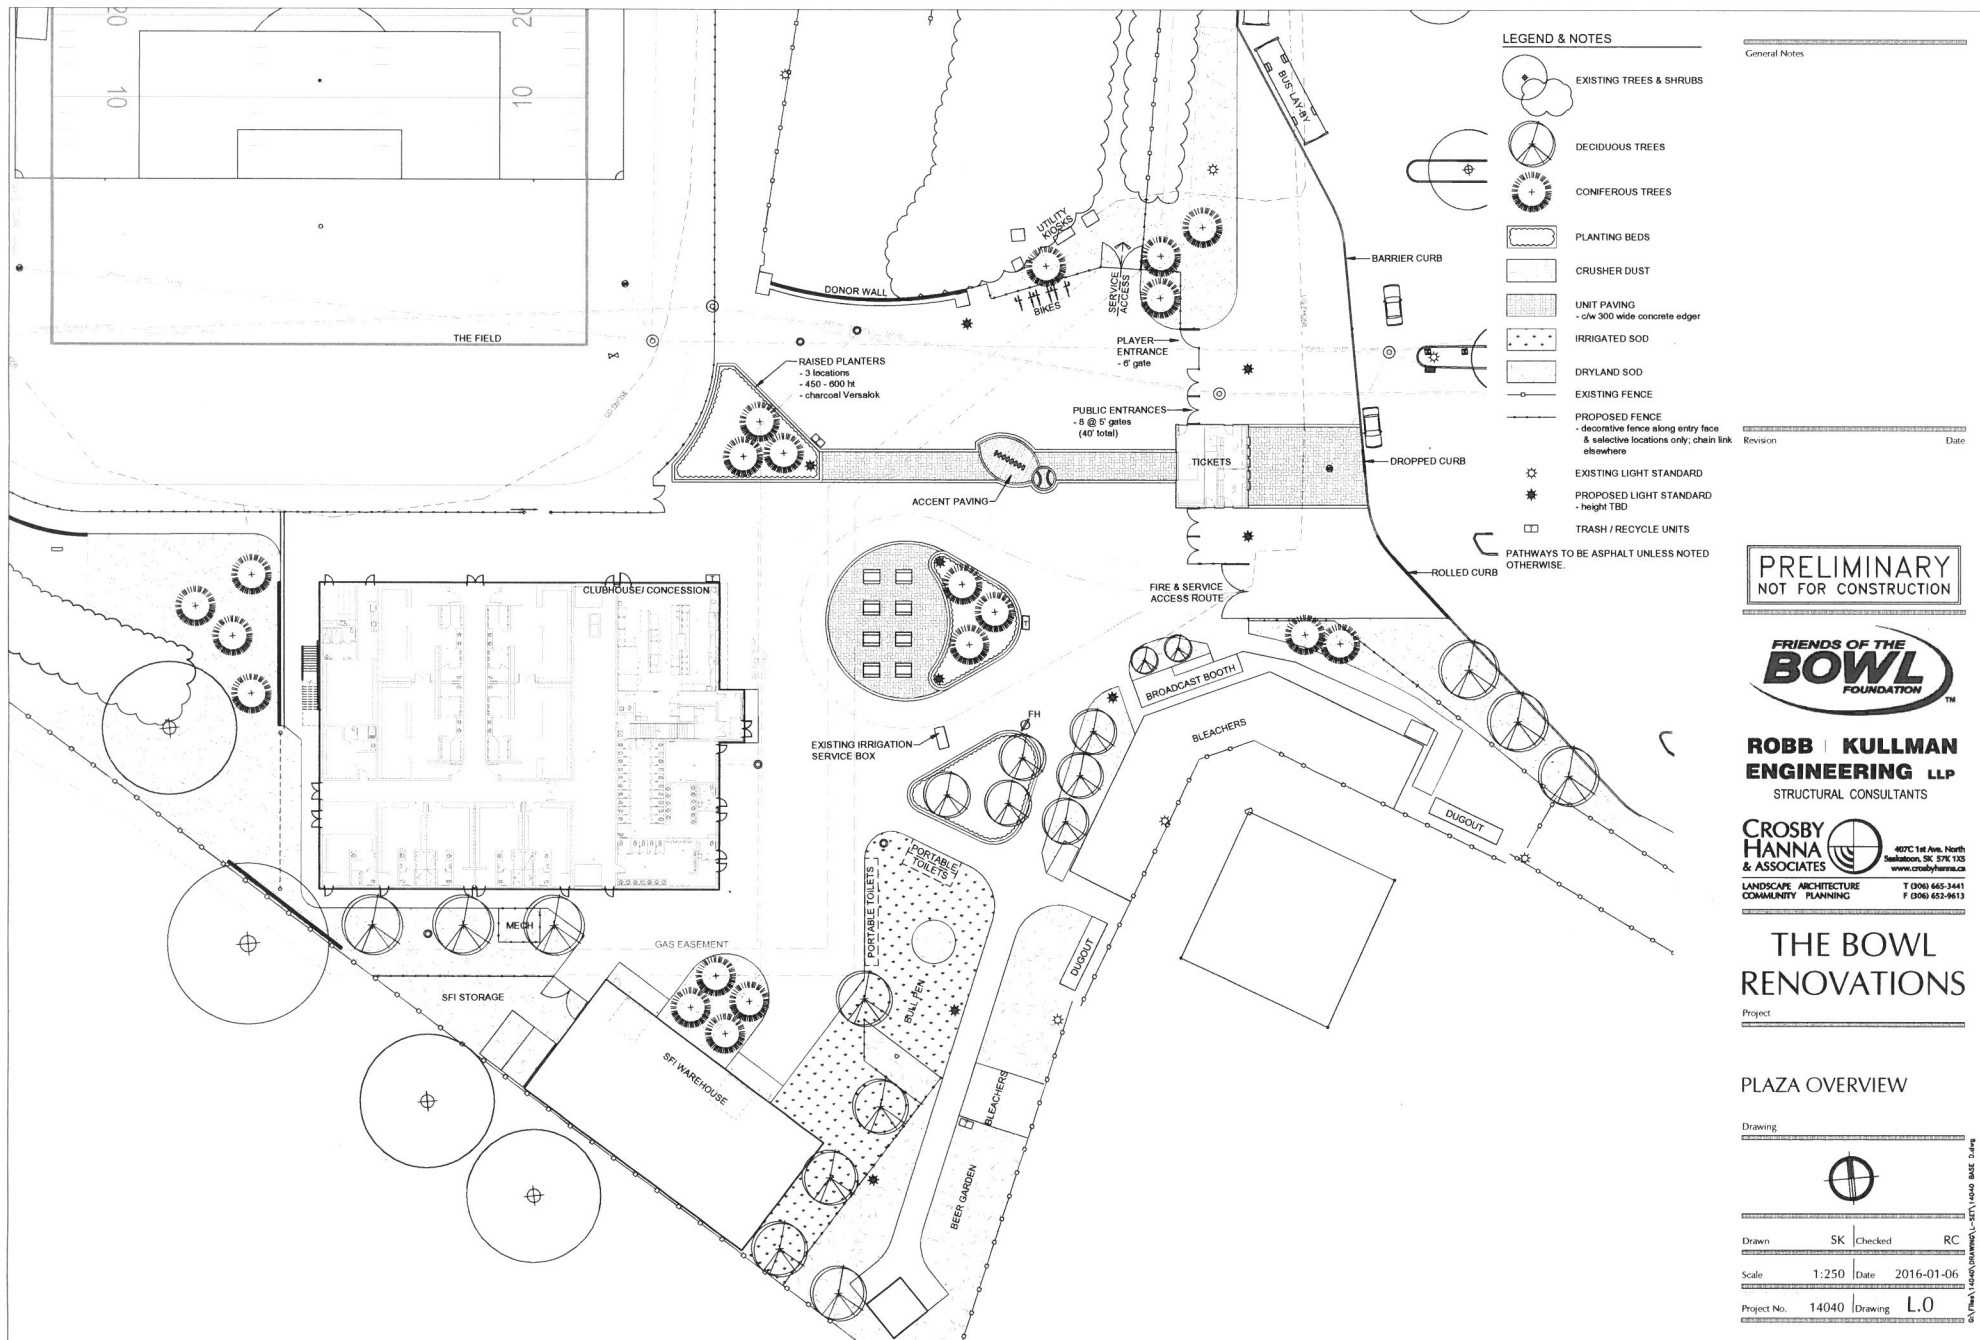 20
20
10
10
THE FIELD
DONOR WALL
UTILITY
KIOSKS
BIKES
SERVICE
ACCESS
BUS LAY-BY
BARRIER CURB
PLAYER
ENTRANCE
- 6' gate
RAISED PLANTERS
- 3 locations
- 450 - 600 ht
- charcoal Versalok
PUBLIC ENTRANCES
- 8 @ 5' gates
(40' total)
TICKETS
DROPPED CURB
ACCENT PAVING
ROLLED CURB
FIRE & SERVICE
ACCESS ROUTE
CLUBHOUSE/ CONCESSION
BROADCAST BOOTH
BLEACHERS
FH
EXISTING IRRIGATION
SERVICE BOX
DUGOUT
PORTABLE
TOILETS
PORTABLE TOILETS
MECH
GAS EASEMENT
DUGOUT
SFI STORAGE
BULLPEN
SFI WAREHOUSE
BLEACHERS
BEER GARDEN
LEGEND & NOTES
EXISTING TREES & SHRUBS
DECIDUOUS TREES
CONIFEROUS TREES
PLANTING BEDS
CRUSHER DUST
UNIT PAVING
- c/w 300 wide concrete edger
IRRIGATED SOD
DRYLAND SOD
EXISTING FENCE
PROPOSED FENCE
- decorative fence along entry face
& selective locations only; chain link
elsewhere
EXISTING LIGHT STANDARD
PROPOSED LIGHT STANDARD
- height TBD
TRASH / RECYCLE UNITS
PATHWAYS TO BE ASPHALT UNLESS NOTED
OTHERWISE.
General Notes
Revision Date
PRELIMINARY
NOT FOR CONSTRUCTION
FRIENDS OF THE
BOWL
FOUNDATION
TM
ROBB | KULLMAN
ENGINEERING LLP
STRUCTURAL CONSULTANTS
CROSBY
HANNA
& ASSOCIATES
407C 1st Ave. North
Saskatoon, SK S7K 1X5
www.crosbyhanna.ca
LANDSCAPE ARCHITECTURE
COMMUNITY PLANNING
T (306) 665-3441
F (306) 652-9613
THE BOWL
RENOVATIONS
Project
PLAZA OVERVIEW
Drawing
Drawn SK Checked RC
Scale 1:250 Date 2016-01-06
Project No. 14040 Drawing L.0